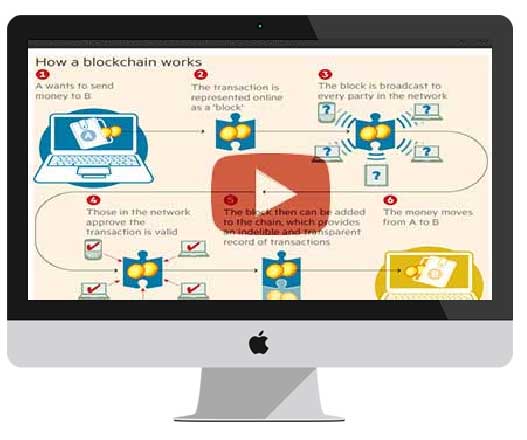 How a blockchain works
1
A wants to send
money to B
2
The transaction is
represented online
as a 'block'
3
The block is broadcast to
every party in the network
?
?
?
?
?
A
4
Those in the network
approve the
transaction is valid
5
The block then can be added
to the chain, which provides
an indelible and transparent
record of transactions
6
The money moves
from A to B
B